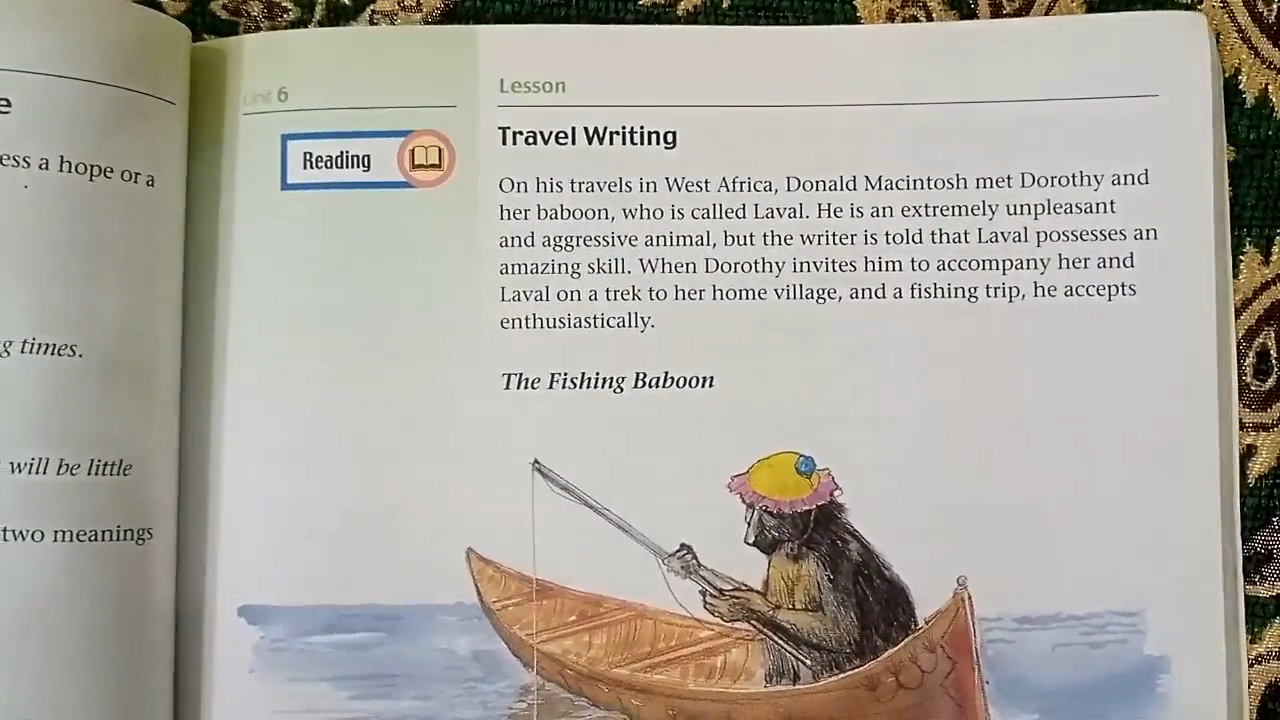 e
ess a hope or a
g times.
will be little
two meanings
Unit 6
Reading
Lesson
Travel Writing
On his travels in West Africa, Donald Macintosh met Dorothy and
her baboon, who is called Laval. He is an extremely unpleasant
and aggressive animal, but the writer is told that Laval possesses an
amazing skill. When Dorothy invites him to accompany her and
Laval on a trek to her home village, and a fishing trip, he accepts
enthusiastically.
The Fishing Baboon